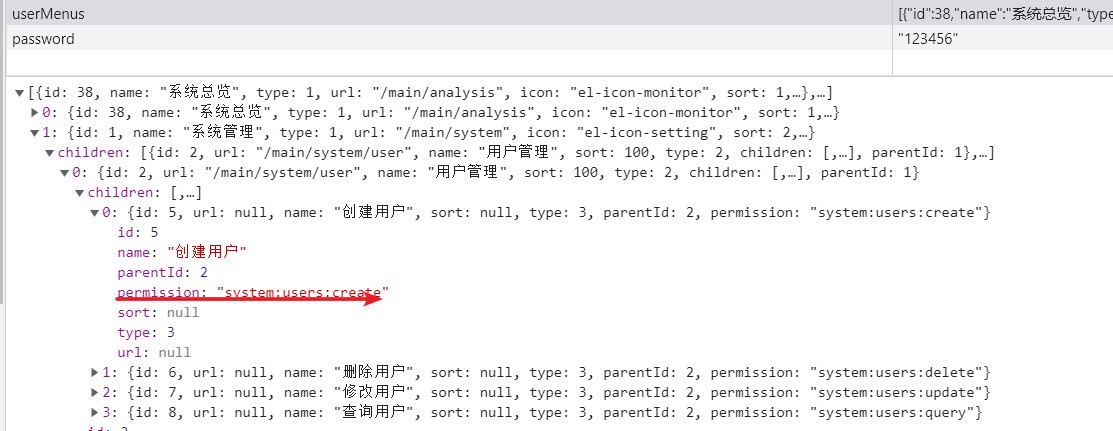 userMenus [{"id":38,"name":"系统总览","type
password "123456"
▼[{id: 38, name: "系统总览", type: 1, url: "/main/analysis", icon: "el-icon-monitor", sort: 1,…},…]
▶0: {id: 38, name: "系统总览", type: 1, url: "/main/analysis", icon: "el-icon-monitor", sort: 1,…}
▼1: {id: 1, name: "系统管理", type: 1, url: "/main/system", icon: "el-icon-setting", sort: 2,…}
▼children: [{id: 2, url: "/main/system/user", name: "用户管理", sort: 100, type: 2, children: [,…], parentId: 1},…]
▼0: {id: 2, url: "/main/system/user", name: "用户管理", sort: 100, type: 2, children: [,…], parentId: 1}
▼children: [,…]
▼0: {id: 5, url: null, name: "创建用户", sort: null, type: 3, parentId: 2, permission: "system:users:create"}
id: 5
name: "创建用户"
parentId: 2
permission: "system:users:create"
sort: null
type: 3
url: null
▶1: {id: 6, url: null, name: "删除用户", sort: null, type: 3, parentId: 2, permission: "system:users:delete"}
▶2: {id: 7, url: null, name: "修改用户", sort: null, type: 3, parentId: 2, permission: "system:users:update"}
▶3: {id: 8, url: null, name: "查询用户", sort: null, type: 3, parentId: 2, permission: "system:users:query"}